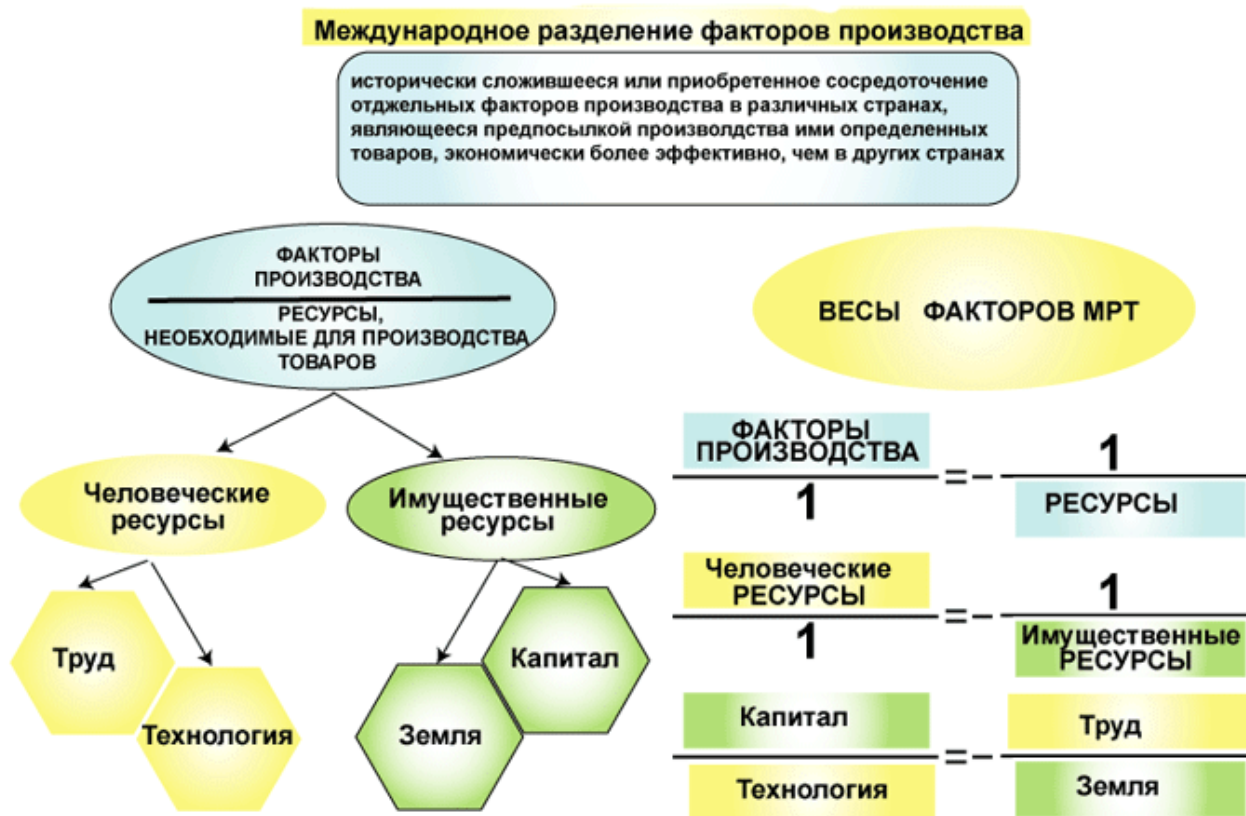 Международное разделение факторов производства
исторически сложившееся или приобретенное сосредоточение
отджельных факторов производства в различных странах,
являющееся предпосылкой произволдства ими определенных
товаров, экономически более эффективно, чем в других странах
ФАКТОРЫ
ПРОИЗВОДСТВА
РЕСУРСЫ,
НЕОБХОДИМЫЕ ДЛЯ ПРОИЗВОДСТВА
ТОВАРОВ
Человеческие
ресурсы
Имущественные
ресурсы
Труд
Технология
Земля
Капитал
ВЕСЫ ФАКТОРОВ МРТ
ФАКТОРЫ
ПРОИЗВОДСТВА
1
=-
1
РЕСУРСЫ
Человеческие
РЕСУРСЫ
1
=-
1
Имущественные
РЕСУРСЫ
Капитал
Технология
=-
Труд
Земля